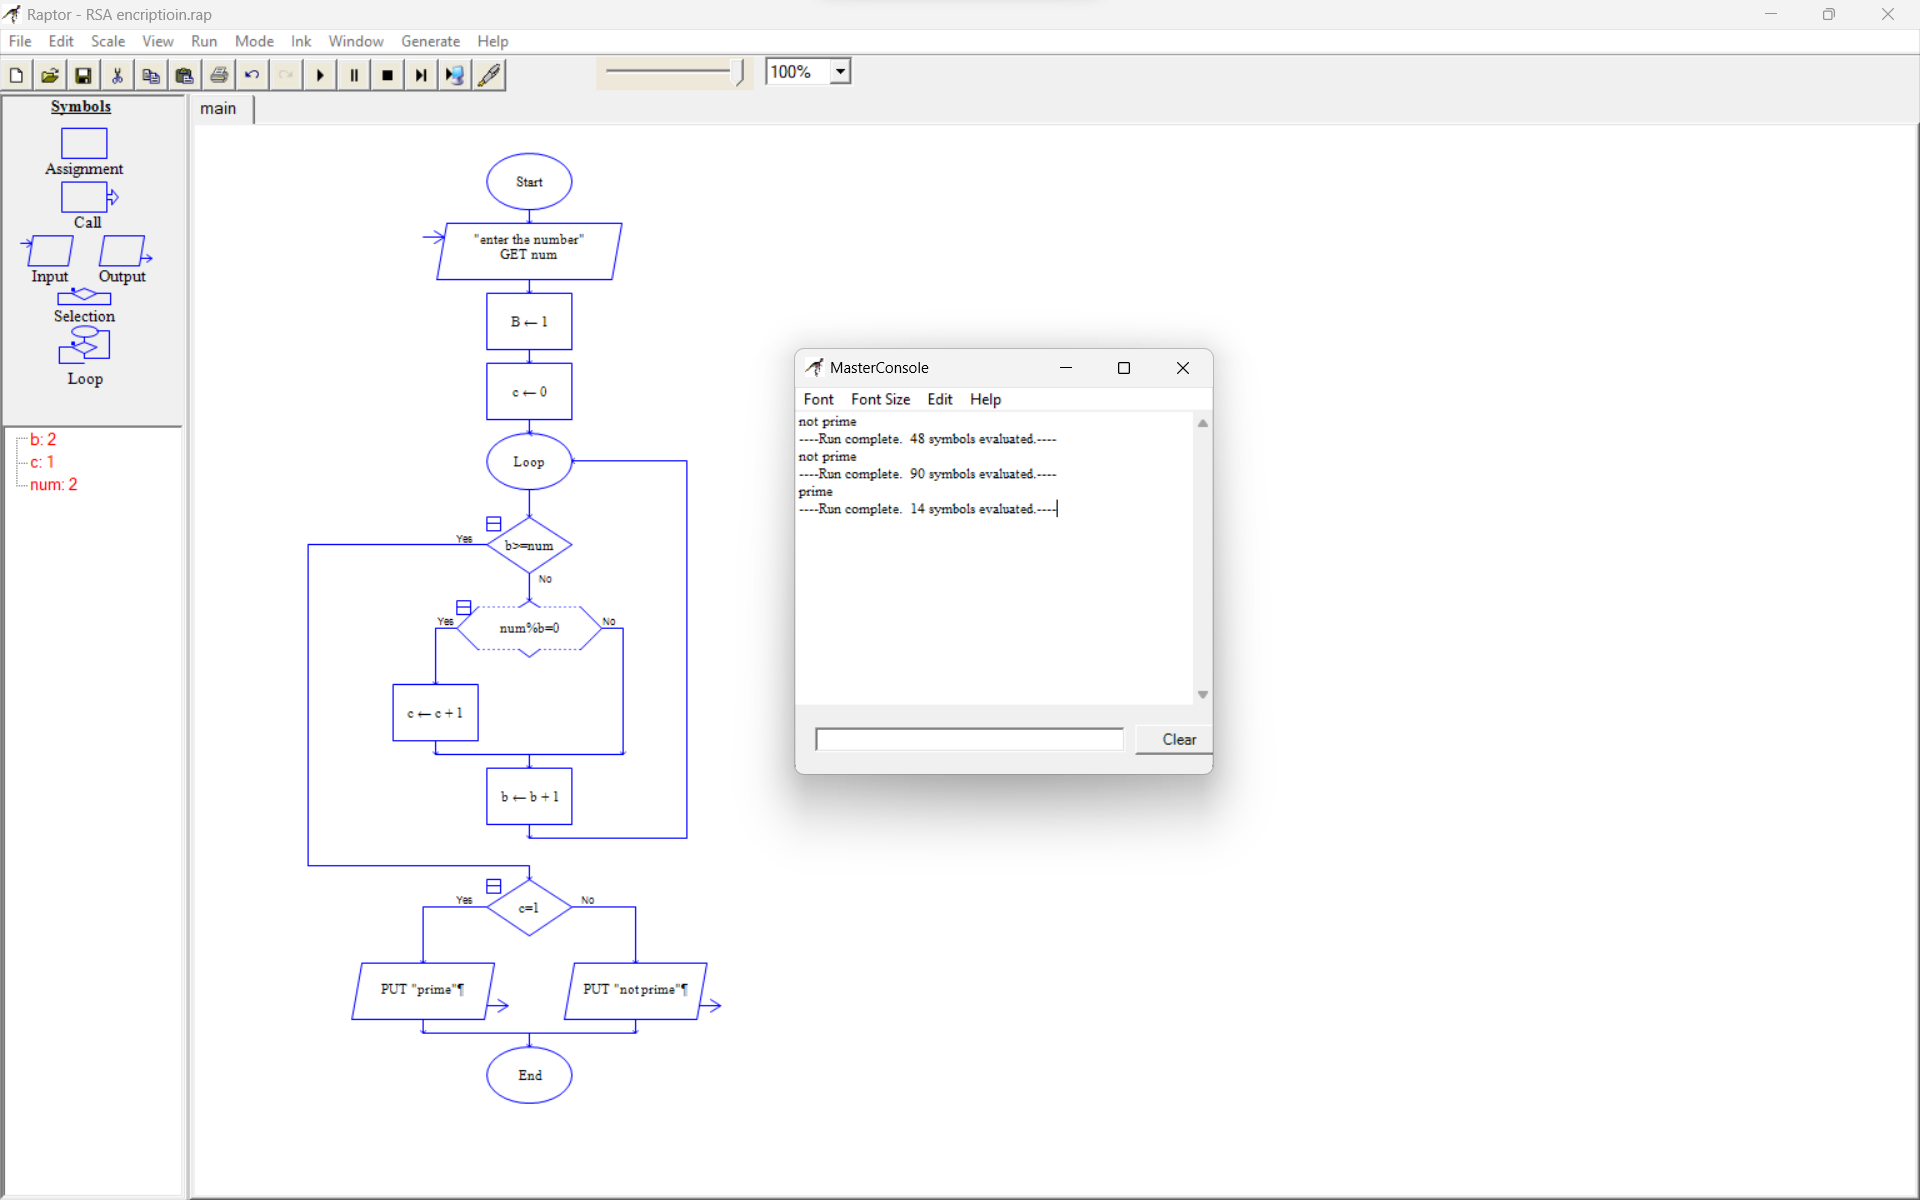 Raptor - RSA encriptioin.rap
File Edit Scale View Run Mode Ink Window Generate Help
100%
Symbols
Assignment
Call
Input Output
Selection
Loop
b: 2
c: 1
num: 2
main
Start
"enter the number"
GET num
B ← 1
c ← 0
Loop
Yes
b>=num
No
Yes
num%b=0
No
c ← c + 1
b ← b + 1
Yes
c=1
No
PUT "prime"¶
PUT "not prime"¶
End
MasterConsole
Font Font Size Edit Help
not prime
----Run complete. 48 symbols evaluated.----
not prime
----Run complete. 90 symbols evaluated.----
prime
----Run complete. 14 symbols evaluated.----
Clear